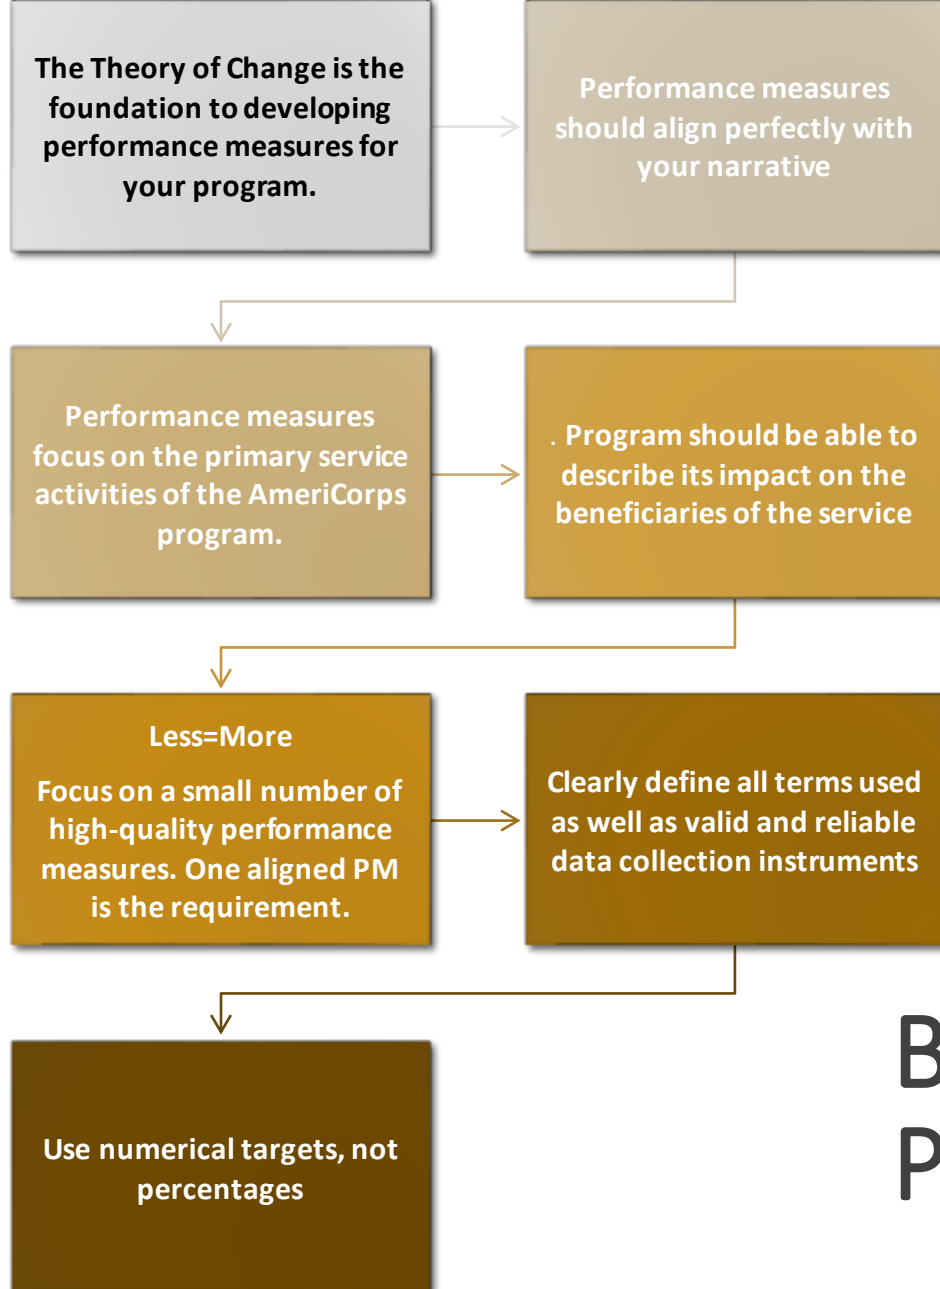 The Theory of Change is the
foundation to developing
performance measures for
your program.
Performance measures
should align perfectly with
your narrative
Performance measures
focus on the primary service
activities of the AmeriCorps
program.
. Program should be able to
describe its impact on the
beneficiaries of the service
Less=More
Focus on a small number of
high-quality performance
measures. One aligned PM
is the requirement.
Clearly define all terms used
as well as valid and reliable
data collection instruments
Use numerical targets, not
percentages
B
P